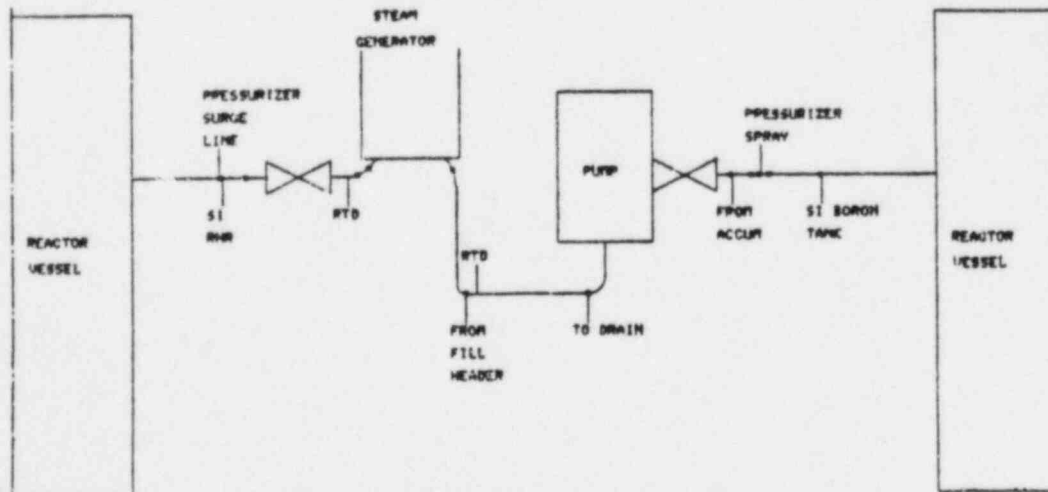 STEAM
GENERATOR
PRESSURIZER
SURGE
LINE
PRESSURIZER
SPRAY
PUMP
SI
RHR
RTD
FROM
ACCUM
SI BORON
TANK
REACTOR
VESSEL
REACTOR
VESSEL
RTD
FROM
FILL
HEADER
TO DRAIN